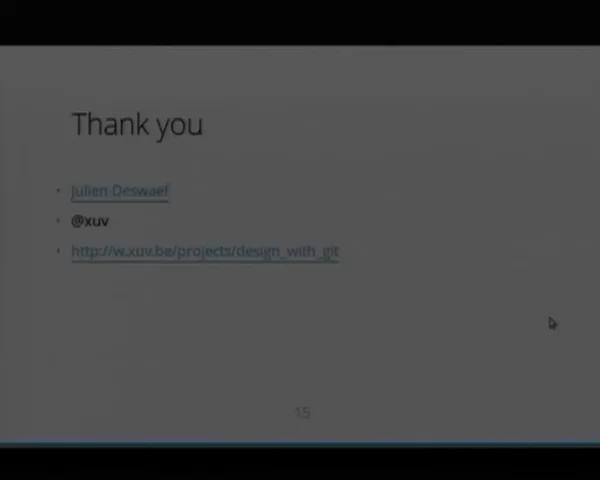 Thank you
Julien Deswaef
@xuv
http://w.xuv.be/projects/design_with_git
15